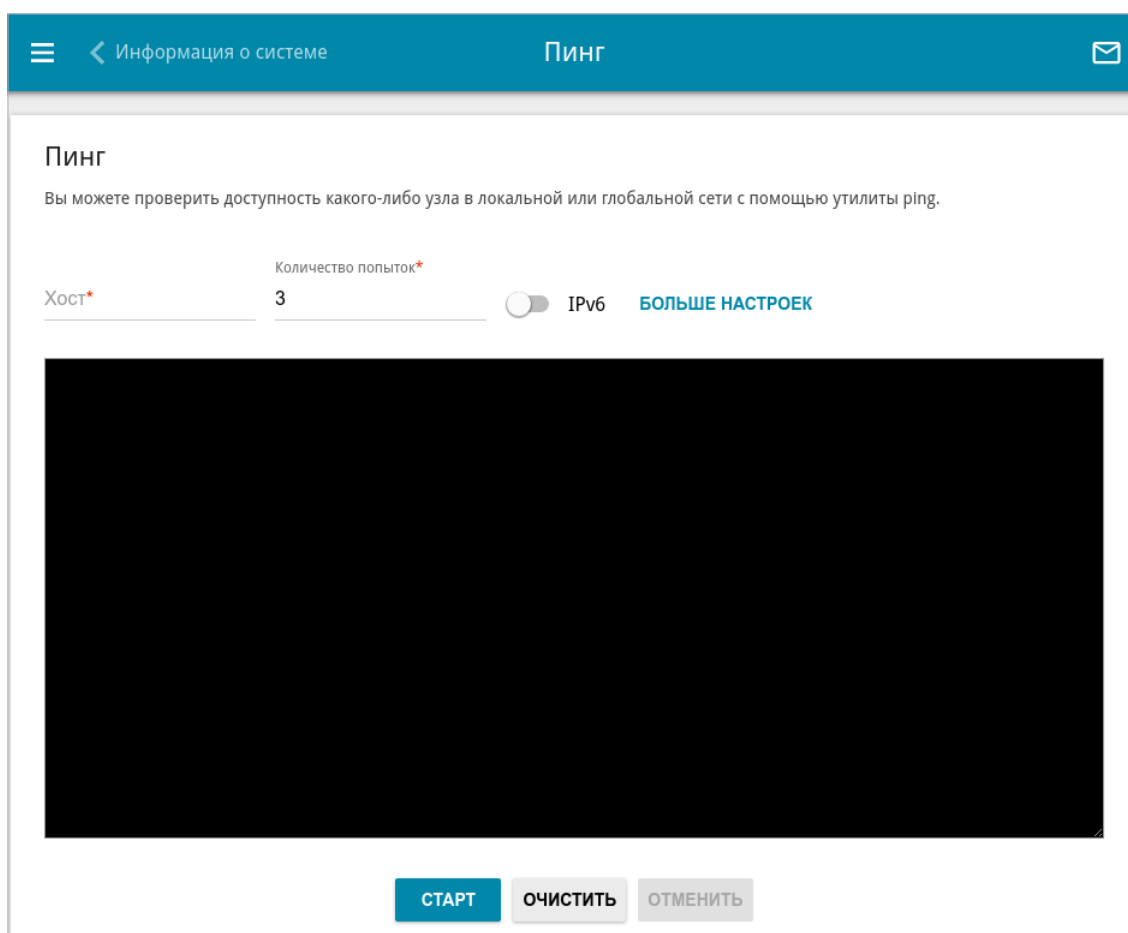 Информация о системе Пинг
Пинг
Вы можете проверить доступность какого-либо узла в локальной или глобальной сети с помощью утилиты ping.
Количество попыток*
Хост* 3 IPv6 БОЛЬШЕ НАСТРОЕК
СТАРТ ОЧИСТИТЬ ОТМЕНИТЬ